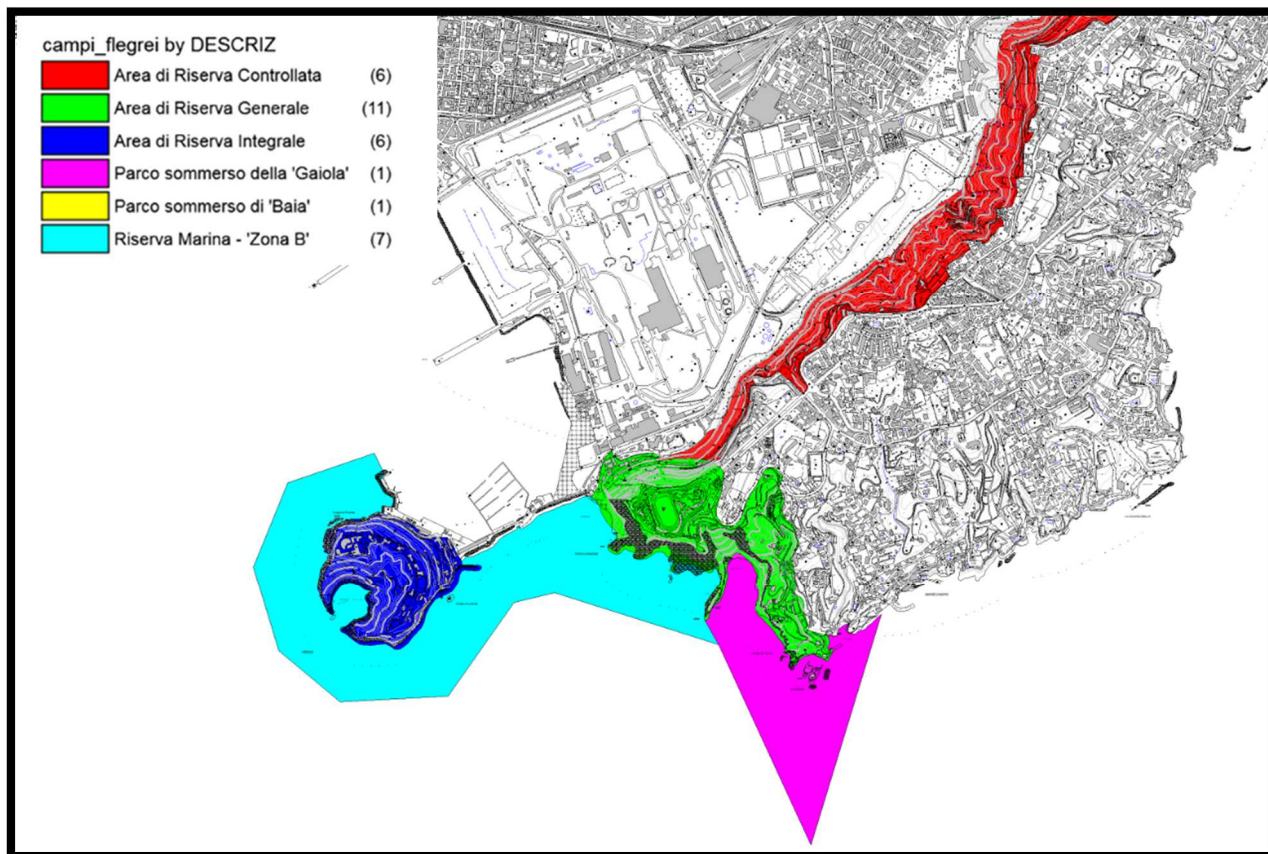 campi_flegrei by DESCRIZ
Area di Riserva Controllata (6)
Area di Riserva Generale (11)
Area di Riserva Integrale (6)
Parco sommerso della 'Gaiola' (1)
Parco sommerso di 'Baia' (1)
Riserva Marina - 'Zona B' (7)